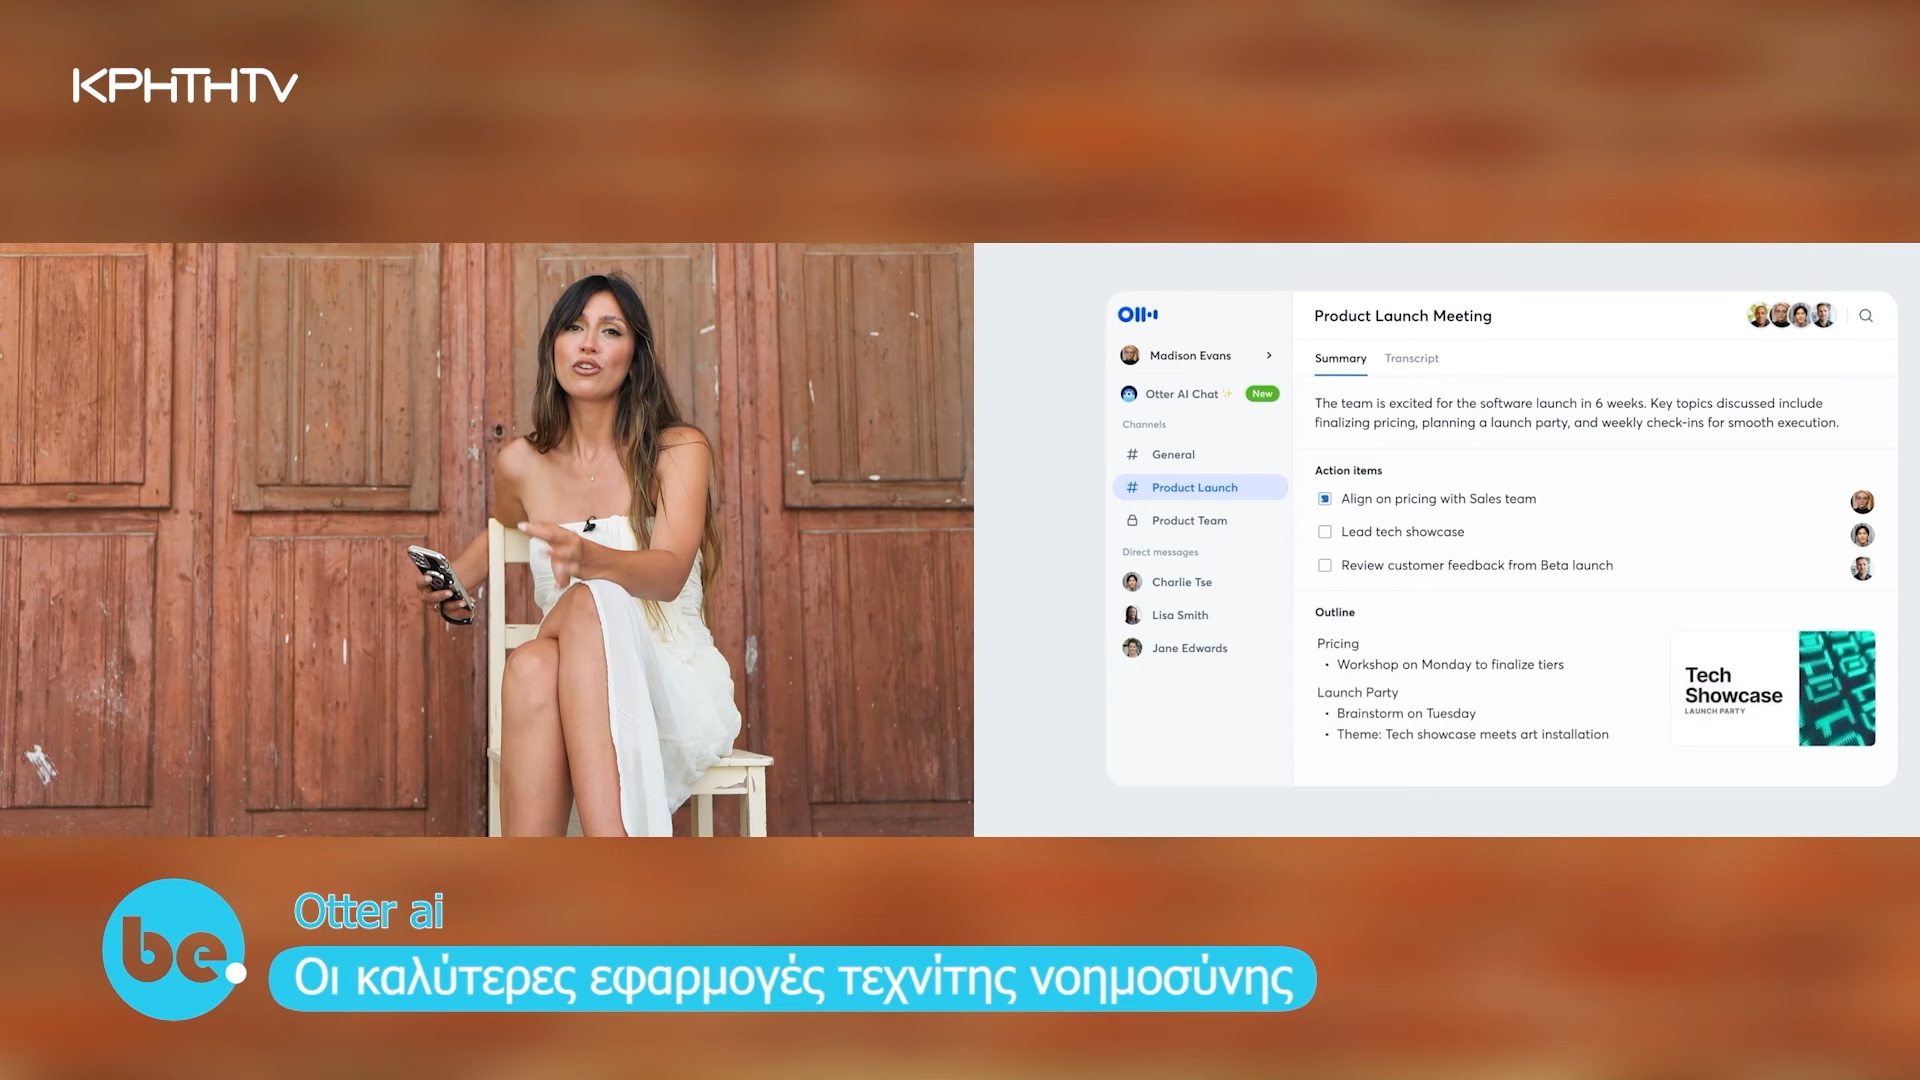 ΚΡΗΤΗTV
Product Launch Meeting
Madison Evans
Summary Transcript
Otter AI Chat New
The team is excited for the software launch in 6 weeks. Key topics discussed include
finalizing pricing, planning a launch party, and weekly check-ins for smooth execution.
Channels
# General
# Product Launch
Product Team
Direct messages
Charlie Tse
Lisa Smith
Jane Edwards
Action items
Align on pricing with Sales team
Lead tech showcase
Review customer feedback from Beta launch
Outline
Pricing
• Workshop on Monday to finalize tiers
Launch Party
• Brainstorm on Tuesday
• Theme: Tech showcase meets art installation
Tech
Showcase
LAUNCH PARTY
be.
Otter ai
Οι καλύτερες εφαρμογές τεχνίτης νοημοσύνης